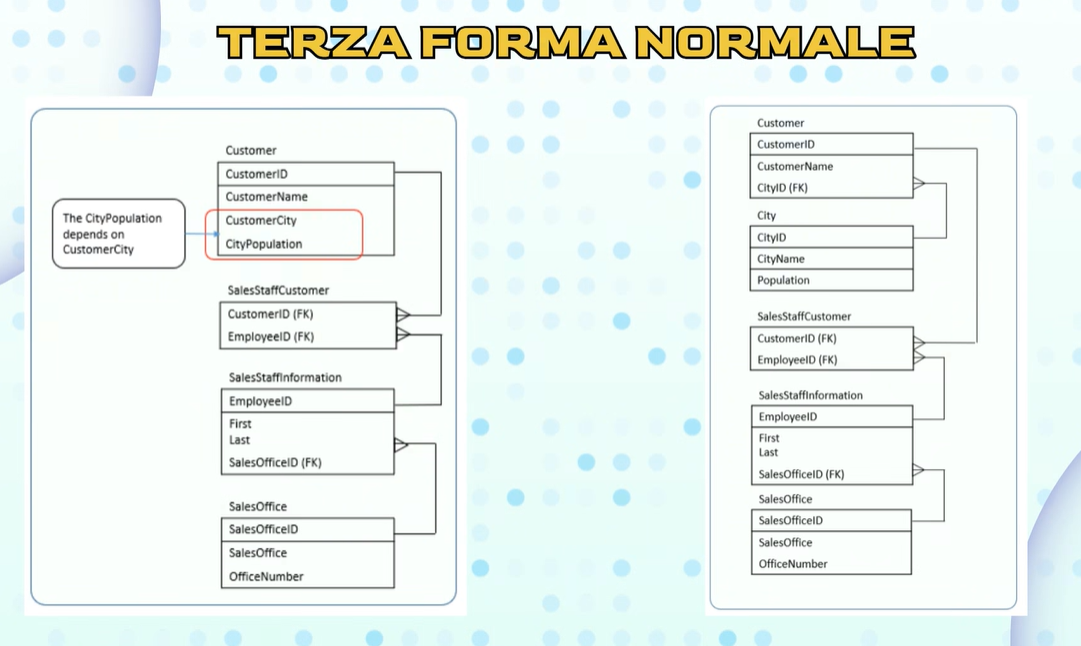 TERZA FORMA NORMALE
The CityPopulation
depends on
CustomerCity
Customer
CustomerID
CustomerName
CustomerCity
CityPopulation
SalesStaffCustomer
CustomerID (FK)
EmployeeID (FK)
SalesStaffInformation
EmployeeID
First
Last
SalesOfficeID (FK)
SalesOffice
SalesOfficeID
SalesOffice
OfficeNumber
Customer
CustomerID
CustomerName
CityID (FK)
City
CityID
CityName
Population
SalesStaffCustomer
CustomerID (FK)
EmployeeID (FK)
SalesStaffInformation
EmployeeID
First
Last
SalesOfficeID (FK)
SalesOffice
SalesOfficeID
SalesOffice
OfficeNumber